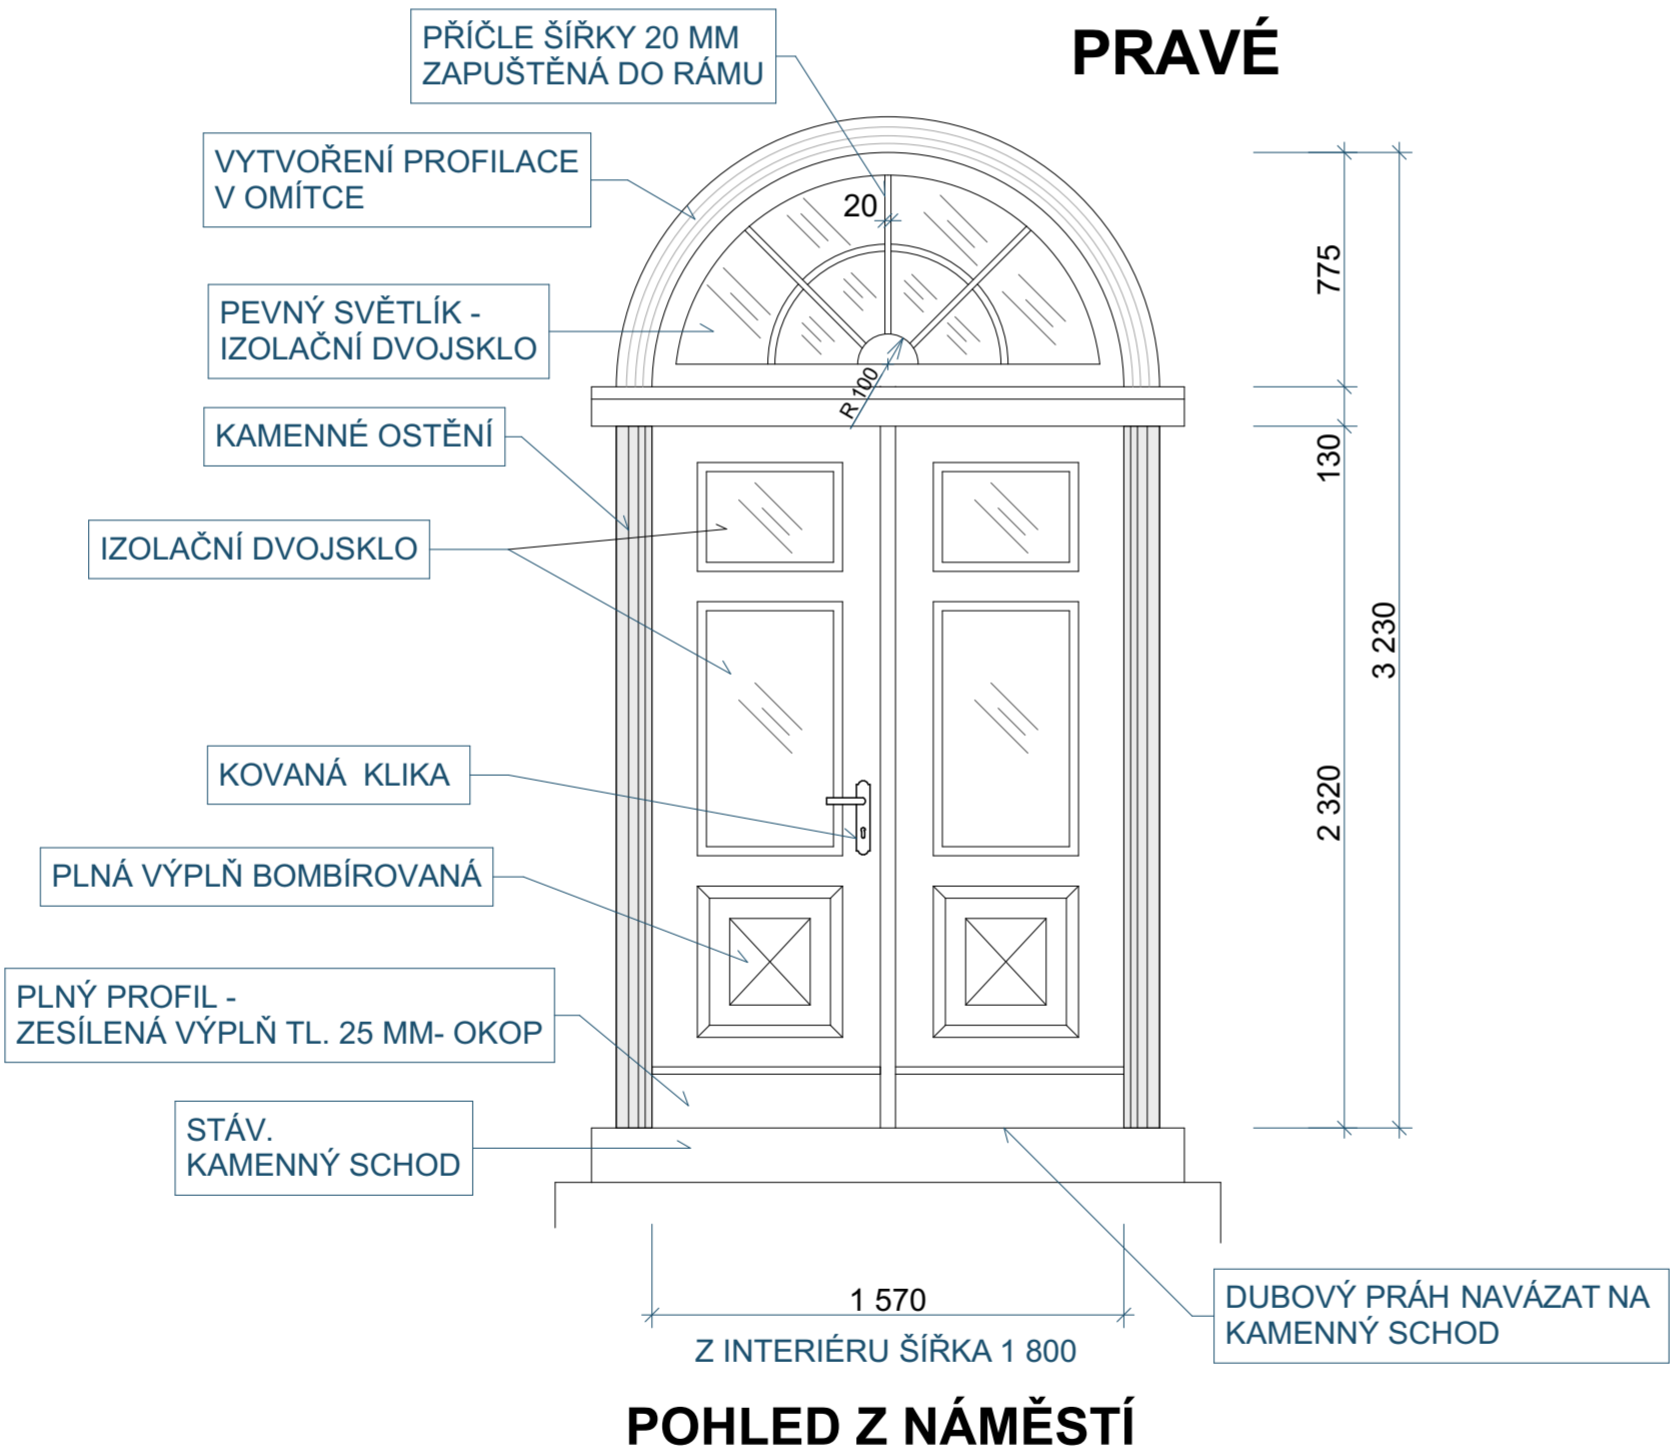 PŘÍČLE ŠÍŘKY 20 MM
ZAPUŠTĚNÁ DO RÁMU
PRAVÉ
VYTVOŘENÍ PROFILACE
V OMÍTCE
20
775
PEVNÝ SVĚTLÍK -
IZOLAČNÍ DVOJSKLO
R 100
KAMENNÉ OSTĚNÍ
130
IZOLAČNÍ DVOJSKLO
3 230
KOVANÁ KLIKA
2 320
PLNÁ VÝPLŇ BOMBÍROVANÁ
PLNÝ PROFIL -
ZESÍLENÁ VÝPLŇ TL. 25 MM- OKOP
STÁV.
KAMENNÝ SCHOD
1 570
Z INTERIÉRU ŠÍŘKA 1 800
DUBOVÝ PRÁH NAVÁZAT NA
KAMENNÝ SCHOD
POHLED Z NÁMĚSTÍ